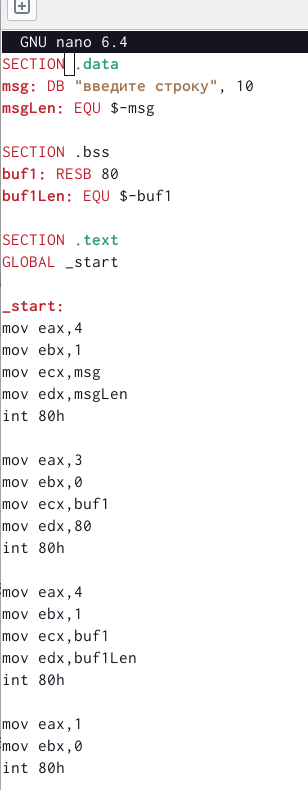 GNU nano 6.4
SECTION .data
msg: DB "введите строку", 10
msgLen: EQU $-msg
SECTION .bss
buf1: RESB 80
buf1Len: EQU $-buf1
SECTION .text
GLOBAL _start
_start:
mov eax,4
mov ebx,1
mov ecx,msg
mov edx,msgLen
int 80h
mov eax,3
mov ebx,0
mov ecx,buf1
mov edx,80
int 80h
mov eax,4
mov ebx,1
mov ecx,buf1
mov edx,buf1Len
int 80h
mov eax,1
mov ebx,0
int 80h